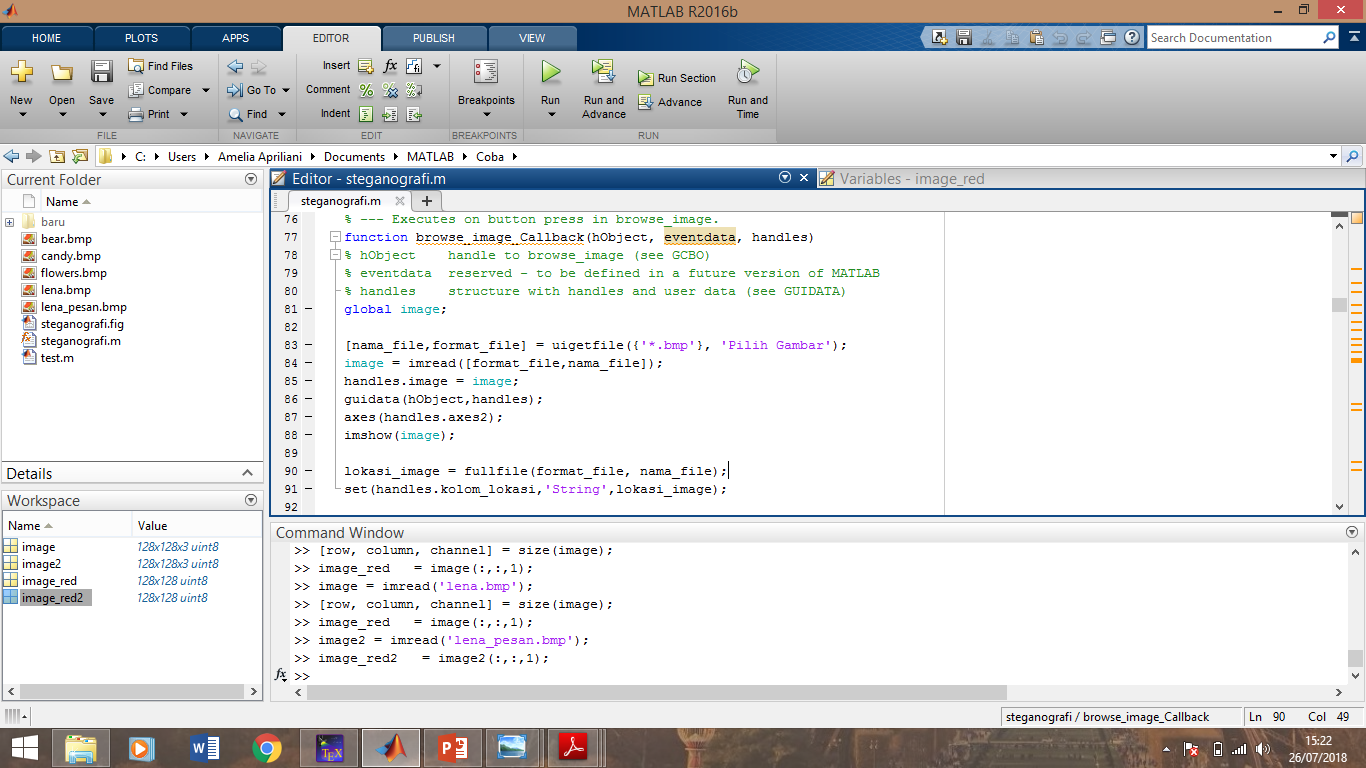 MATLAB R2016b
HOME PLOTS APPS EDITOR PUBLISH VIEW
Search Documentation
New
Open
Save
Find Files
Compare
Print
FILE
Go To
Find
NAVIGATE
Insert fx
Comment
Indent
EDIT
Breakpoints
BREAKPOINTS
Run
Run and Advance
Run Section
Advance
Run and Time
RUN
C: Users Amelia Apriliani Documents MATLAB Coba
Current Folder
Name
baru
bear.bmp
candy.bmp
flowers.bmp
lena.bmp
lena_pesan.bmp
steganografi.fig
steganografi.m
test.m
Details
Workspace
Name Value
image 128x128x3 uint8
image2 128x128x3 uint8
image_red 128x128 uint8
image_red2 128x128 uint8
Editor - steganografi.m
Variables - image_red
steganografi.m
76 % --- Executes on button press in browse_image.
77 function browse_image_Callback(hObject, eventdata, handles)
78 % hObject    handle to browse_image (see GCBO)
79 % eventdata  reserved - to be defined in a future version of MATLAB
80 % handles    structure with handles and user data (see GUIDATA)
81 global image;
82
83 [nama_file,format_file] = uigetfile({'*.bmp'}, 'Pilih Gambar');
84 image = imread([format_file,nama_file]);
85 handles.image = image;
86 guidata(hObject,handles);
87 axes(handles.axes2);
88 imshow(image);
89
90 lokasi_image = fullfile(format_file, nama_file);
91 set(handles.kolom_lokasi,'String',lokasi_image);
92
Command Window
>> [row, column, channel] = size(image);
>> image_red   = image(:,:,1);
>> image = imread('lena.bmp');
>> [row, column, channel] = size(image);
>> image_red   = image(:,:,1);
>> image2 = imread('lena_pesan.bmp');
>> image_red2   = image2(:,:,1);
fx >>
steganografi / browse_image_Callback
Ln 90 Col 49
15:22
26/07/2018